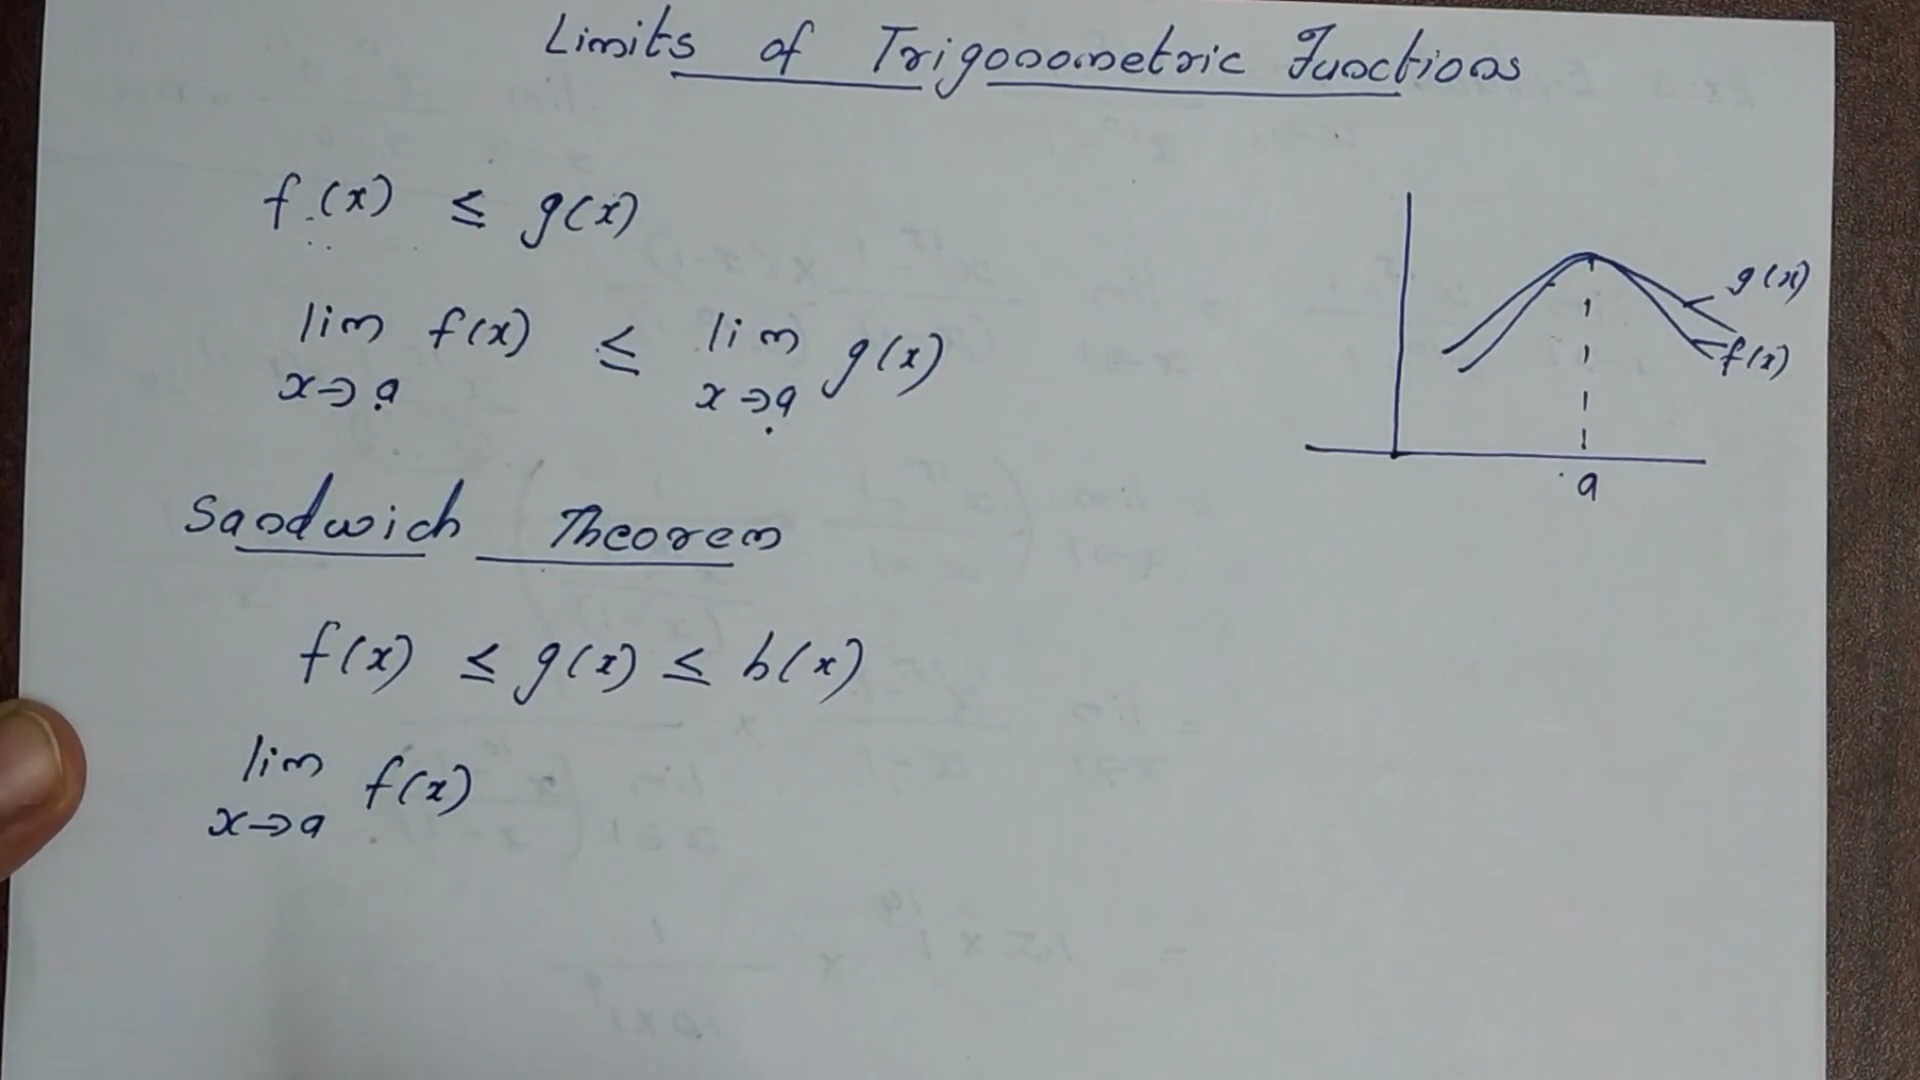 Limits of Trigonometric Functions
f(x) ≤ g(x)
g(x)
lim f(x) ≤ lim g(x)
x→a x→a
f(x)
a
Sandwich Theorem
f(x) ≤ g(x) ≤ h(x)
lim f(x)
x→a